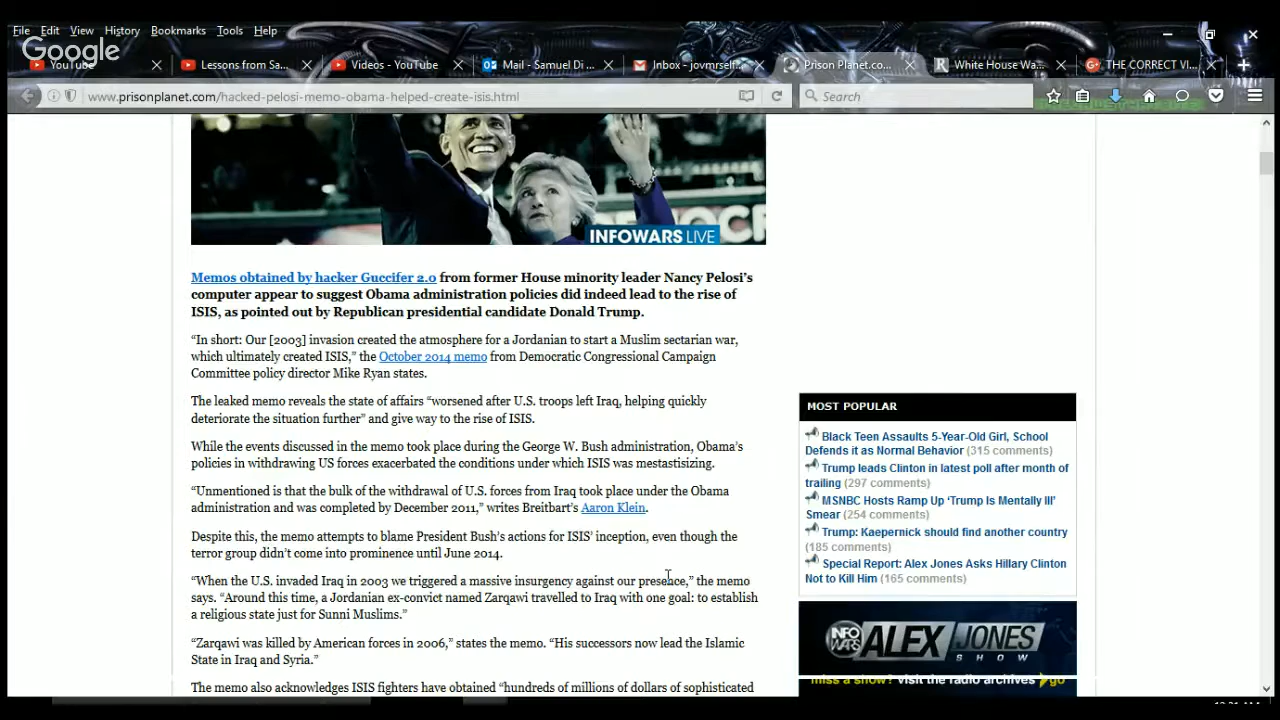 File Edit View History Bookmarks Tools Help
Google
YouTube
Lessons from Sa...
Videos - YouTube
Mail - Samuel Di ...
Inbox - jovmrself...
Prison Planet.co...
White House Wa...
THE CORRECT VI...
www.prisonplanet.com/hacked-pelosi-memo-obama-helped-create-isis.html
Search
INFOWARS LIVE
Memos obtained by hacker Guccifer 2.0 from former House minority leader Nancy Pelosi's
computer appear to suggest Obama administration policies did indeed lead to the rise of
ISIS, as pointed out by Republican presidential candidate Donald Trump.
“In short: Our [2003] invasion created the atmosphere for a Jordanian to start a Muslim sectarian war,
which ultimately created ISIS,” the October 2014 memo from Democratic Congressional Campaign
Committee policy director Mike Ryan states.
The leaked memo reveals the state of affairs “worsened after U.S. troops left Iraq, helping quickly
deteriorate the situation further” and give way to the rise of ISIS.
While the events discussed in the memo took place during the George W. Bush administration, Obama’s
policies in withdrawing US forces exacerbated the conditions under which ISIS was mestastisizing.
“Unmentioned is that the bulk of the withdrawal of U.S. forces from Iraq took place under the Obama
administration and was completed by December 2011,” writes Breitbart’s Aaron Klein.
Despite this, the memo attempts to blame President Bush’s actions for ISIS’ inception, even though the
terror group didn’t come into prominence until June 2014.
“When the U.S. invaded Iraq in 2003 we triggered a massive insurgency against our presence,” the memo
says. “Around this time, a Jordanian ex-convict named Zarqawi travelled to Iraq with one goal: to establish
a religious state just for Sunni Muslims.”
“Zarqawi was killed by American forces in 2006,” states the memo. “His successors now lead the Islamic
State in Iraq and Syria.”
The memo also acknowledges ISIS fighters have obtained “hundreds of millions of dollars of sophisticated
MOST POPULAR
Black Teen Assaults 5-Year-Old Girl, School
Defends it as Normal Behavior (315 comments)
Trump leads Clinton in latest poll after month of
trailing (297 comments)
MSNBC Hosts Ramp Up ‘Trump Is Mentally Ill’
Smear (254 comments)
Trump: Kaepernick should find another country
(185 comments)
Special Report: Alex Jones Asks Hillary Clinton
Not to Kill Him (165 comments)
INFO WARS ALEX JONES
SHOW
miss a show? visit the radio archives go